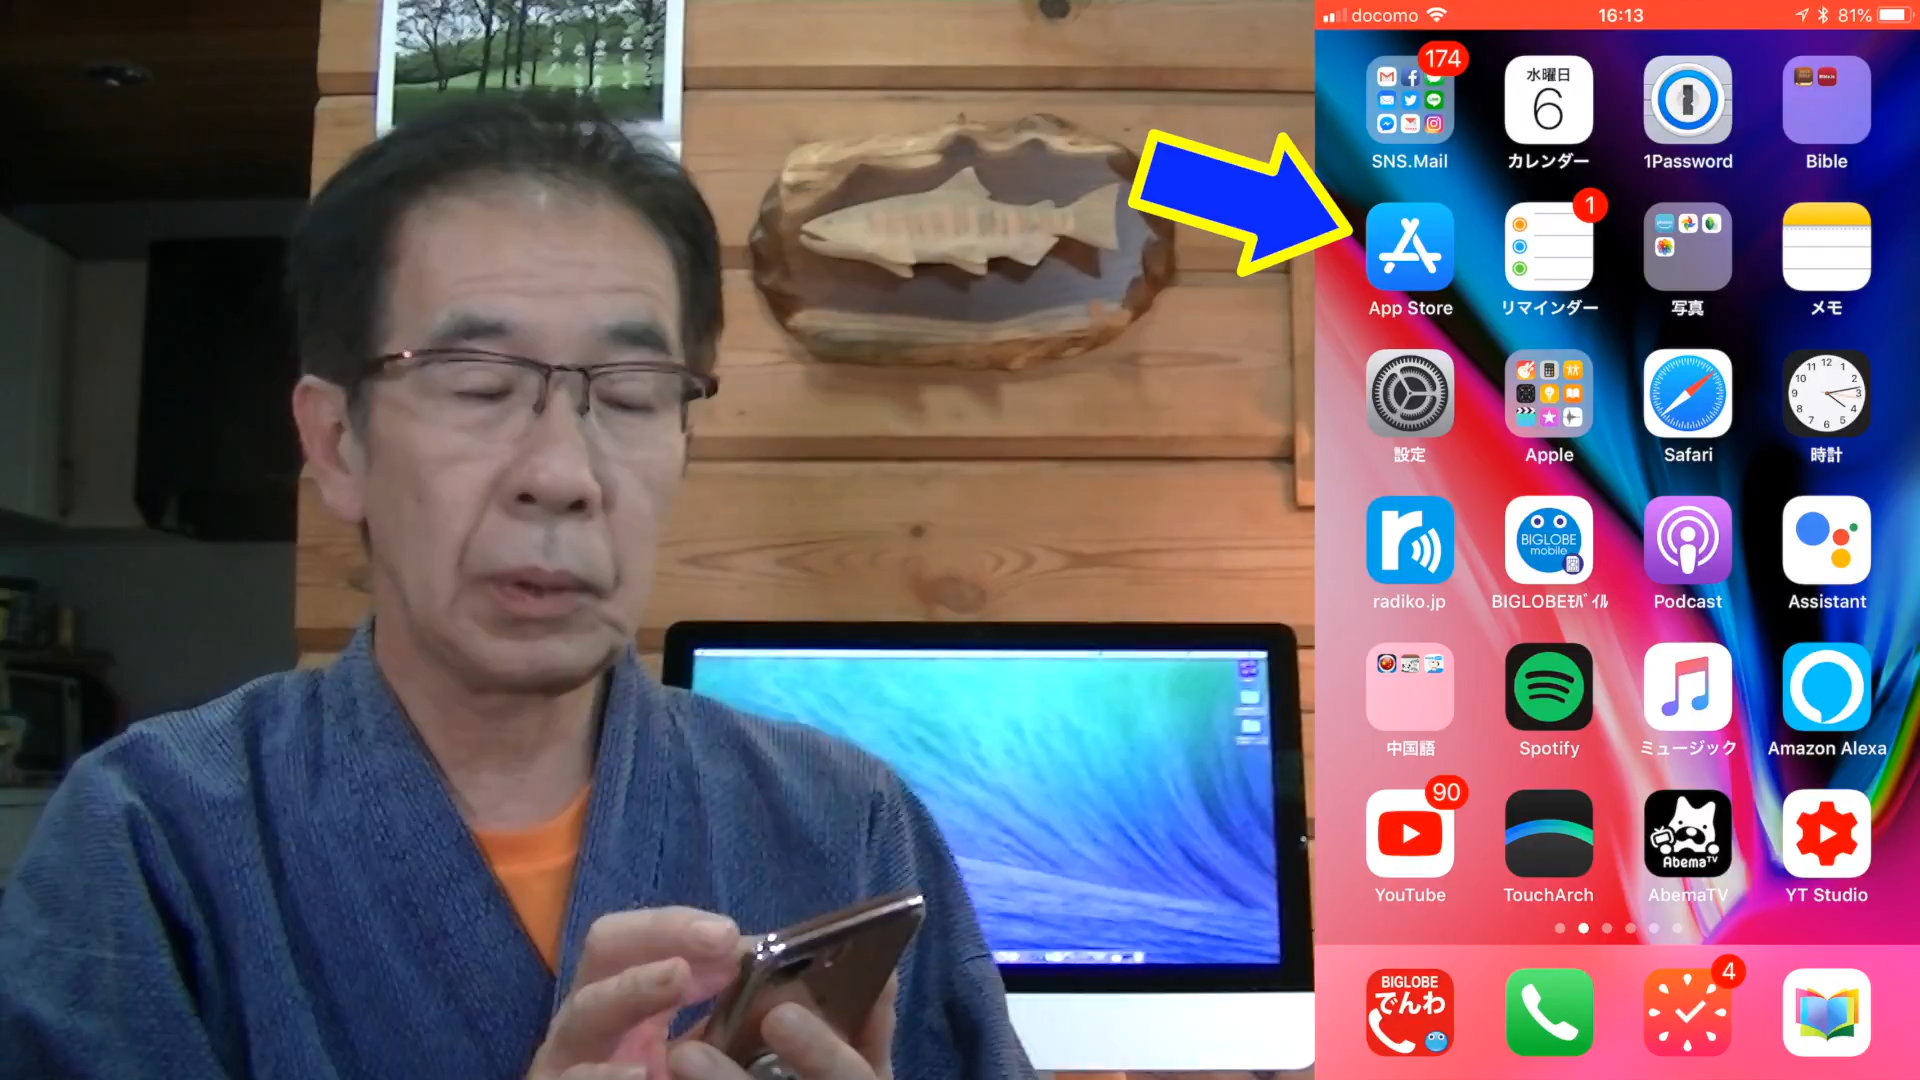 docomo 16:13 81%
174
SNS.Mail
水曜日
6
カレンダー
1Password
Bible
App Store
1
リマインダー
写真
メモ
設定
Apple
Safari
時計
radiko.jp
BIGLOBE
mobile
BIGLOBEﾓﾊﾞｲﾙ
Podcast
Assistant
中国語
Spotify
ミュージック
Amazon Alexa
90
YouTube
TouchArch
AbemaTV
AbemaTV
YT Studio
BIGLOBE
でんわ
4